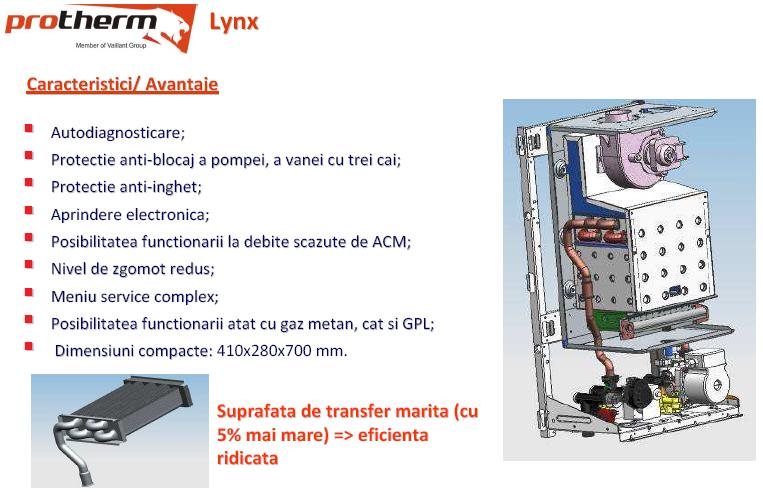 protherm
Member of Vaillant Group
Lynx
Caracteristici/ Avantaje
Autodiagnosticare;
Protectie anti-blocaj a pompei, a vanei cu trei cai;
Protectie anti-inghet;
Aprindere electronica;
Posibilitatea functionarii la debite scazute de ACM;
Nivel de zgomot redus;
Meniu service complex;
Posibilitatea functionarii atat cu gaz metan, cat si GPL;
Dimensiuni compacte: 410x280x700 mm.
Suprafata de transfer marita (cu
5% mai mare) => eficienta
ridicata